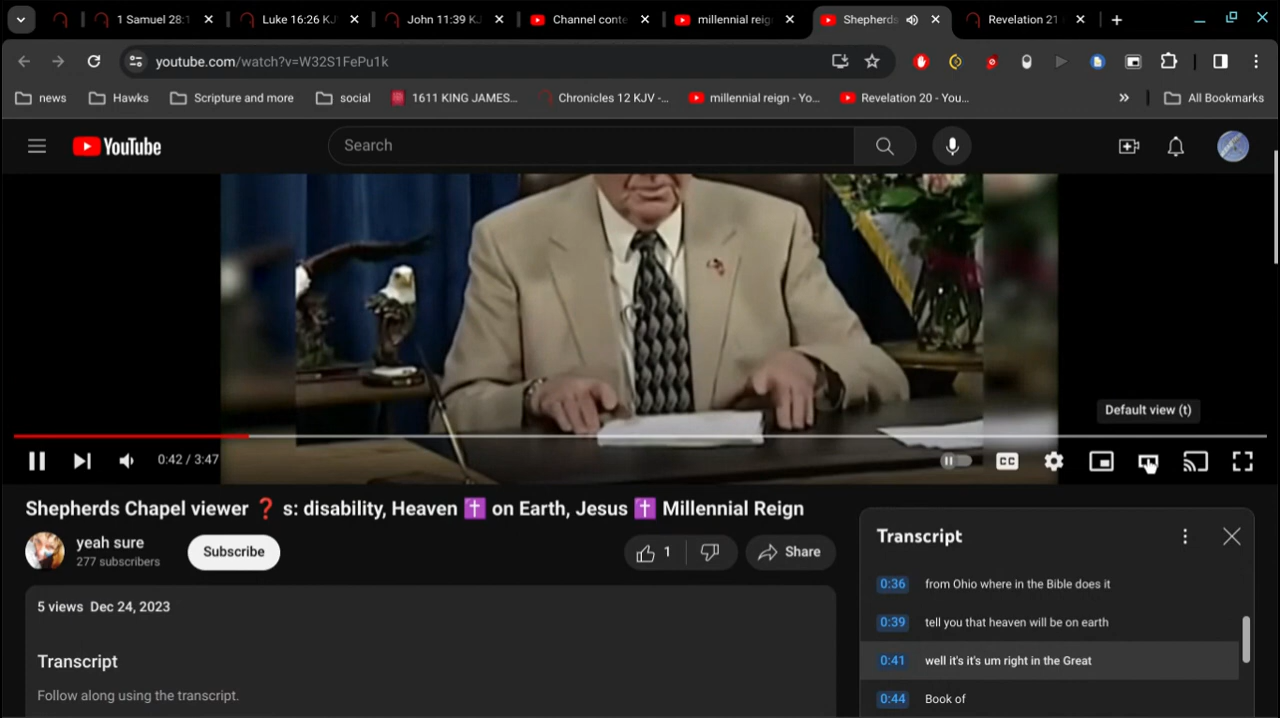 1 Samuel 28:1
Luke 16:26 KJ
John 11:39 KJ
Channel conte
millennial reig
Shepherds
Revelation 21
youtube.com/watch?v=W32S1FePu1k
news
Hawks
Scripture and more
social
1611 KING JAMES...
Chronicles 12 KJV -...
millennial reign - Yo...
Revelation 20 - You...
»
All Bookmarks
YouTube
Search
Default view (t)
0:42 / 3:47
CC
Shepherds Chapel viewer ❓ s: disability, Heaven ✝️ on Earth, Jesus ✝️ Millennial Reign
yeah sure
277 subscribers
Subscribe
1
Share
5 views Dec 24, 2023
Transcript
Follow along using the transcript.
Transcript
0:36 from Ohio where in the Bible does it
0:39 tell you that heaven will be on earth
0:41 well it's it's um right in the Great
0:44 Book of